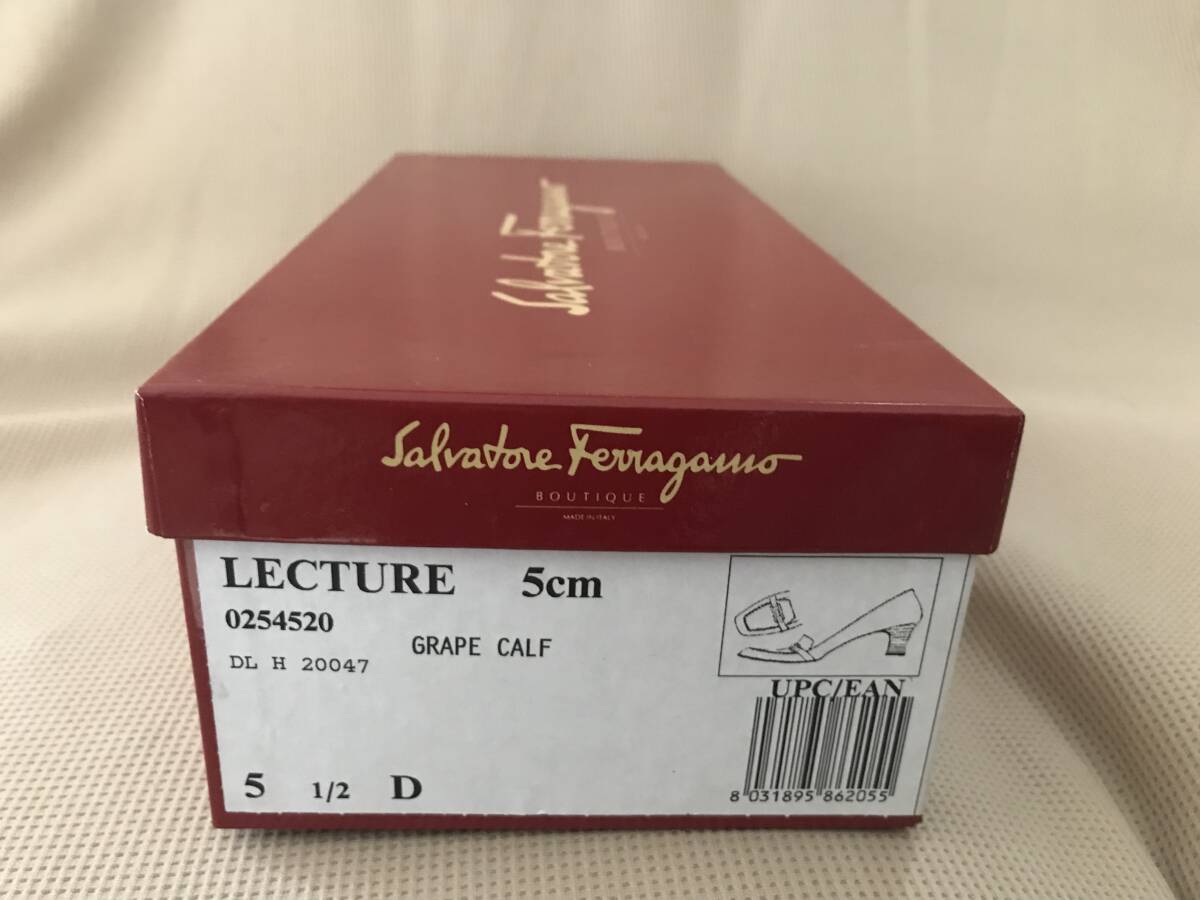 Salvatore Ferragamo
Salvatore Ferragamo
BOUTIQUE
MADE IN ITALY
LECTURE 5cm
0254520
GRAPE CALF
DL H 20047
UPC/EAN
5 1/2 D
8 031895 862055